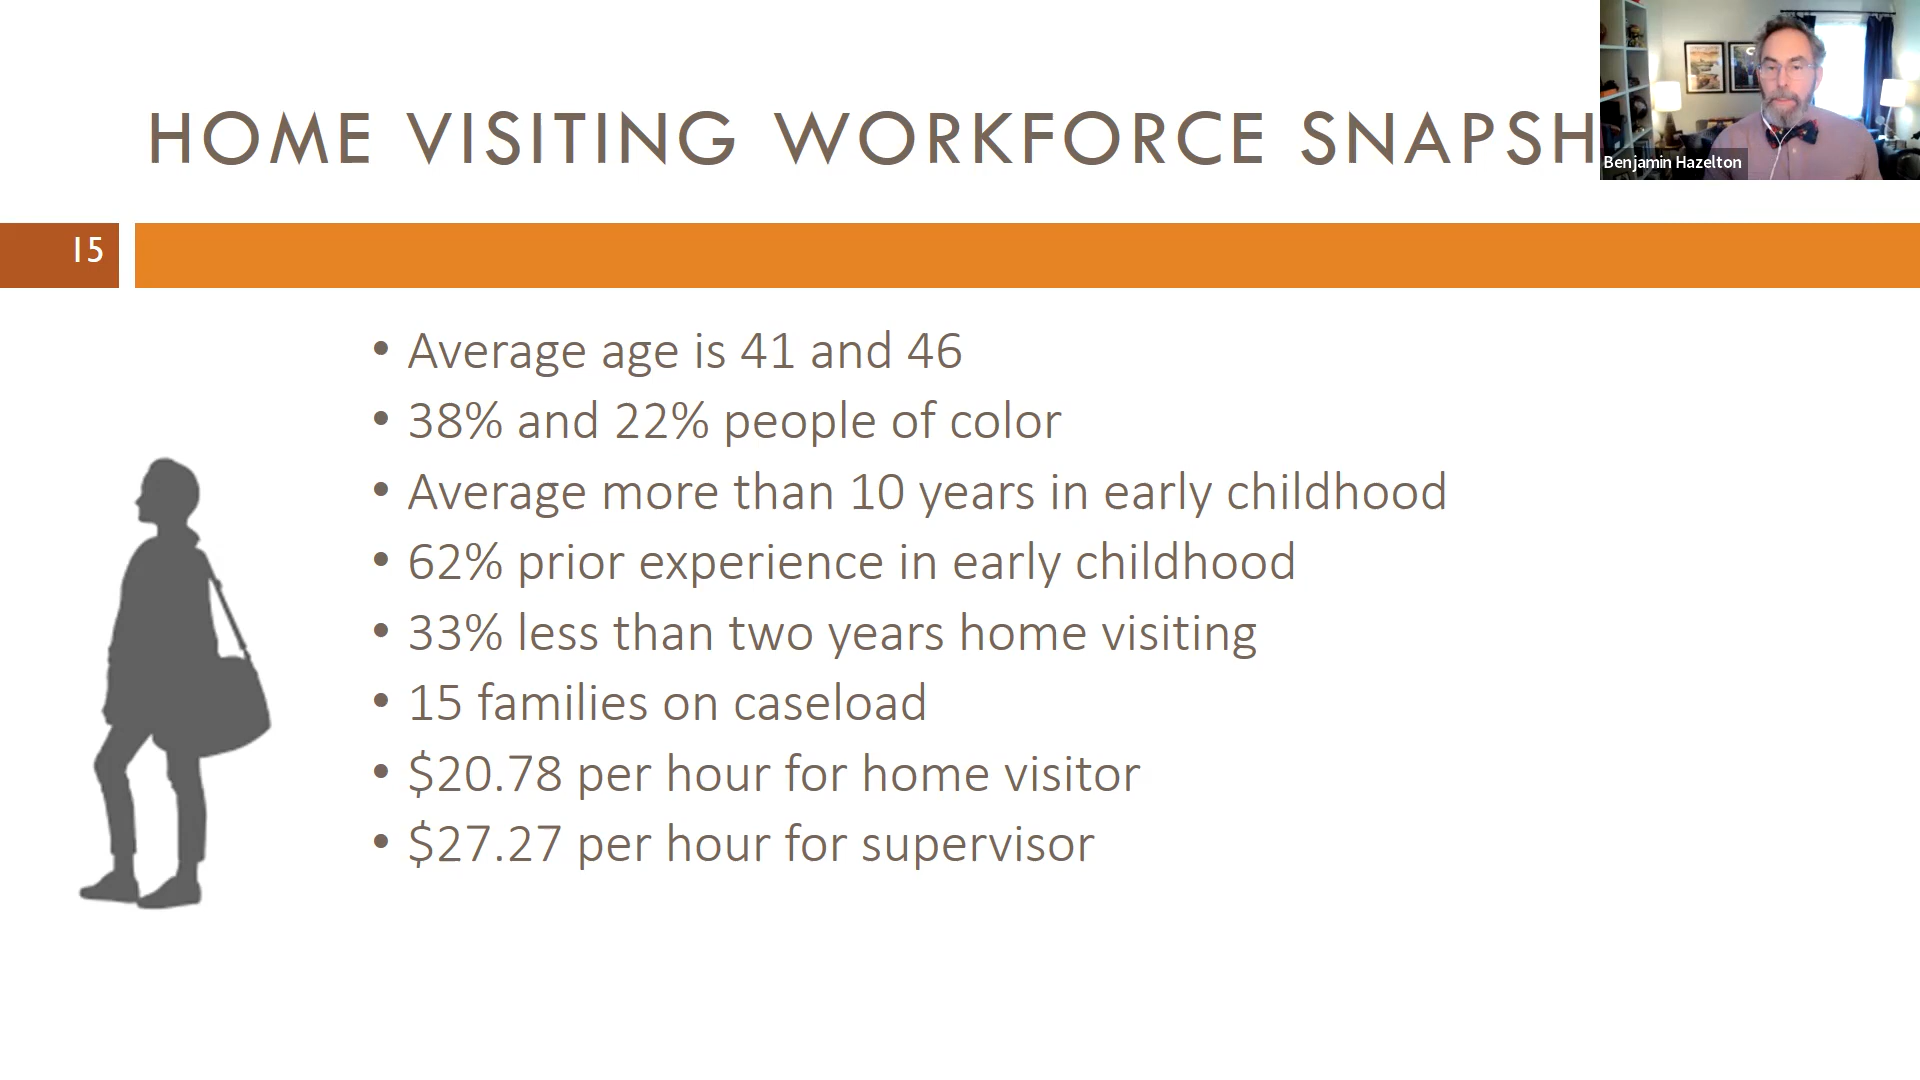 HOME VISITING WORKFORCE SNAPSH
Benjamin Hazelton
15
• Average age is 41 and 46
• 38% and 22% people of color
• Average more than 10 years in early childhood
• 62% prior experience in early childhood
• 33% less than two years home visiting
• 15 families on caseload
• $20.78 per hour for home visitor
• $27.27 per hour for supervisor